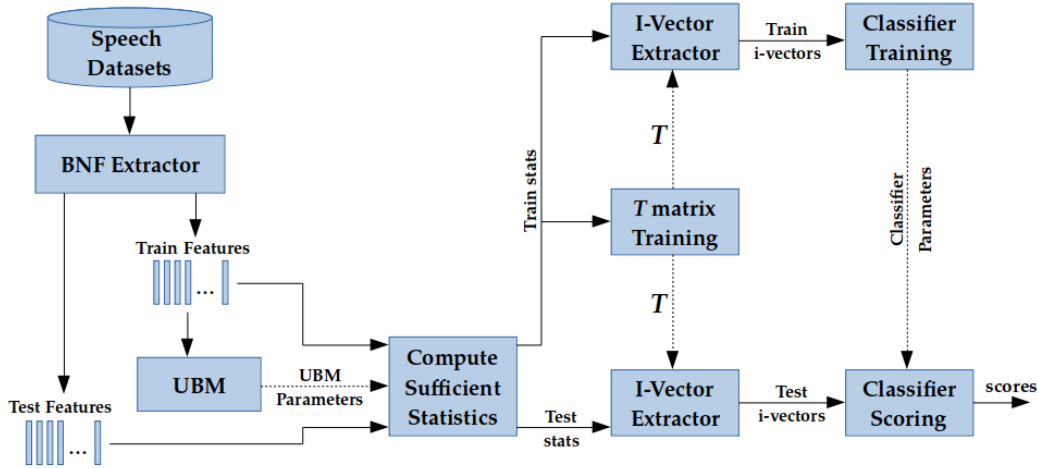 Speech
Datasets
BNF Extractor
Train Features
...
UBM
Test Features
...
UBM
Parameters
Compute
Sufficient
Statistics
Train stats
Test
stats
I-Vector
Extractor
T
T matrix
Training
T
I-Vector
Extractor
Train
i-vectors
Test
i-vectors
Classifier
Training
Classifier
Parameters
Classifier
Scoring
scores